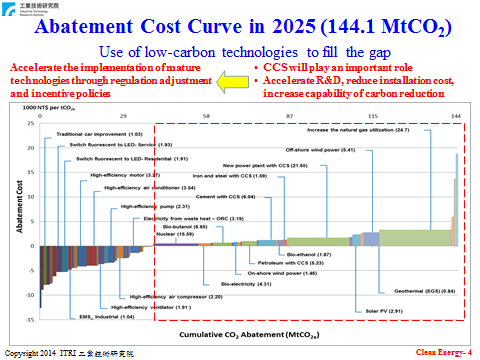 工業技術研究院
Industrial Technology
Research Institute
Abatement Cost Curve in 2025 (144.1 MtCO2)
Use of low-carbon technologies to fill the gap
Accelerate the implementation of mature
technologies through regulation adjustment
and incentive policies
• CCS will play an important role
• Accelerate R&D, reduce installation cost,
increase capability of carbon reduction
1000 NT$ per tCO2e
0 29 58 87 115 144
25
20
15
10
5
0
-5
-10
-15
Abatement Cost
Increase the natural gas utilization (24.7)
Traditional car improvement (1.03)
Switch fluorescent to LED- Service (1.93)
Off-shore wind power (5.41)
Switch fluorescent to LED- Residential (1.91)
New power plant with CCS (21.65)
High-efficiency motor (3.27)
Iron and steel with CCS (1.59)
High-efficiency air conditioner (3.54)
Cement with CCS (6.04)
High-efficiency pump (2.31)
Electricity from waste heat – ORC (3.19)
Bio-butanol (6.65)
Nuclear (15.59)
Bio-ethanol (1.87)
Petroleum with CCS (5.23)
On-shore wind power (1.46)
Bio-electricity (4.31)
Geothermal (EGS) (0.84)
High-efficiency air compressor (2.20)
High-efficiency ventilator (1.91 )
Solar PV (2.91)
EMS_ Industrial (1.04)
Cumulative CO2 Abatement (MtCO2e)
Copyright 2014 ITRI 工業技術研究院
Clean Energy- 4